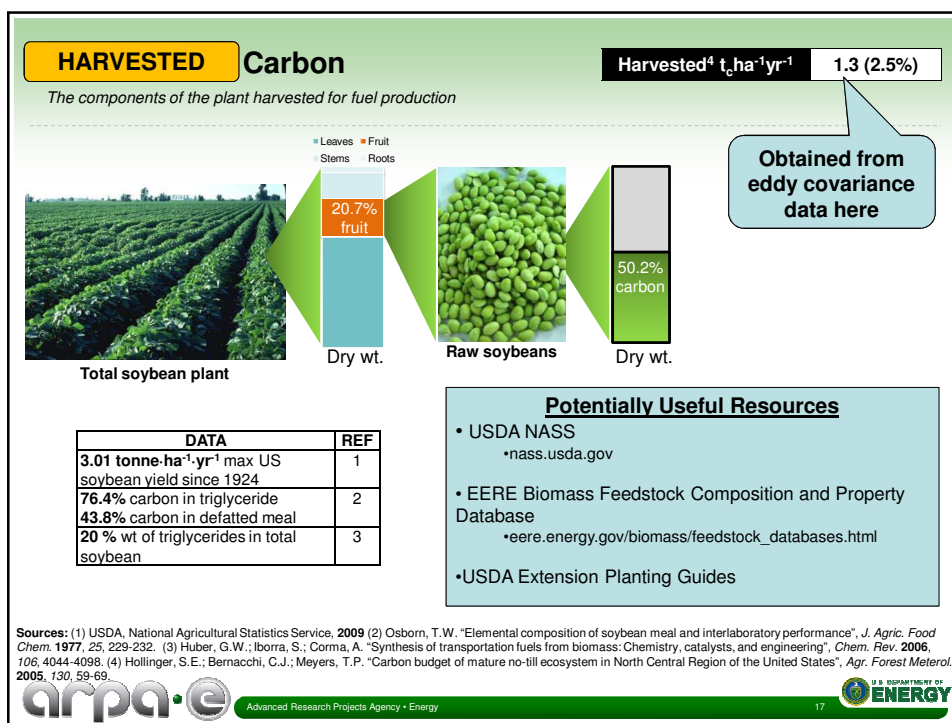 HARVESTED Carbon
Harvested4 tcha-1yr-1 1.3 (2.5%)
The components of the plant harvested for fuel production
Obtained from
eddy covariance
data here
Leaves Fruit
Stems Roots
20.7%
fruit
50.2%
carbon
Dry wt.
Raw soybeans
Dry wt.
Total soybean plant
DATA REF
3.01 tonne·ha-1·yr-1 max US 1
soybean yield since 1924
76.4% carbon in triglyceride 2
43.8% carbon in defatted meal
20 % wt of triglycerides in total 3
soybean
Potentially Useful Resources
• USDA NASS
•nass.usda.gov
• EERE Biomass Feedstock Composition and Property
Database
•eere.energy.gov/biomass/feedstock_databases.html
•USDA Extension Planting Guides
Sources: (1) USDA, National Agricultural Statistics Service, 2009 (2) Osborn, T.W. “Elemental composition of soybean meal and interlaboratory performance”, J. Agric. Food
Chem. 1977, 25, 229-232. (3) Huber, G.W.; Iborra, S.; Corma, A. “Synthesis of transportation fuels from biomass: Chemistry, catalysts, and engineering”, Chem. Rev. 2006,
106, 4044-4098. (4) Hollinger, S.E.; Bernacchi, C.J.; Meyers, T.P. “Carbon budget of mature no-till ecosystem in North Central Region of the United States”, Agr. Forest Meterol.
2005, 130, 59-69.
arpa·e
Advanced Research Projects Agency • Energy
17
U.S. DEPARTMENT OF
ENERGY